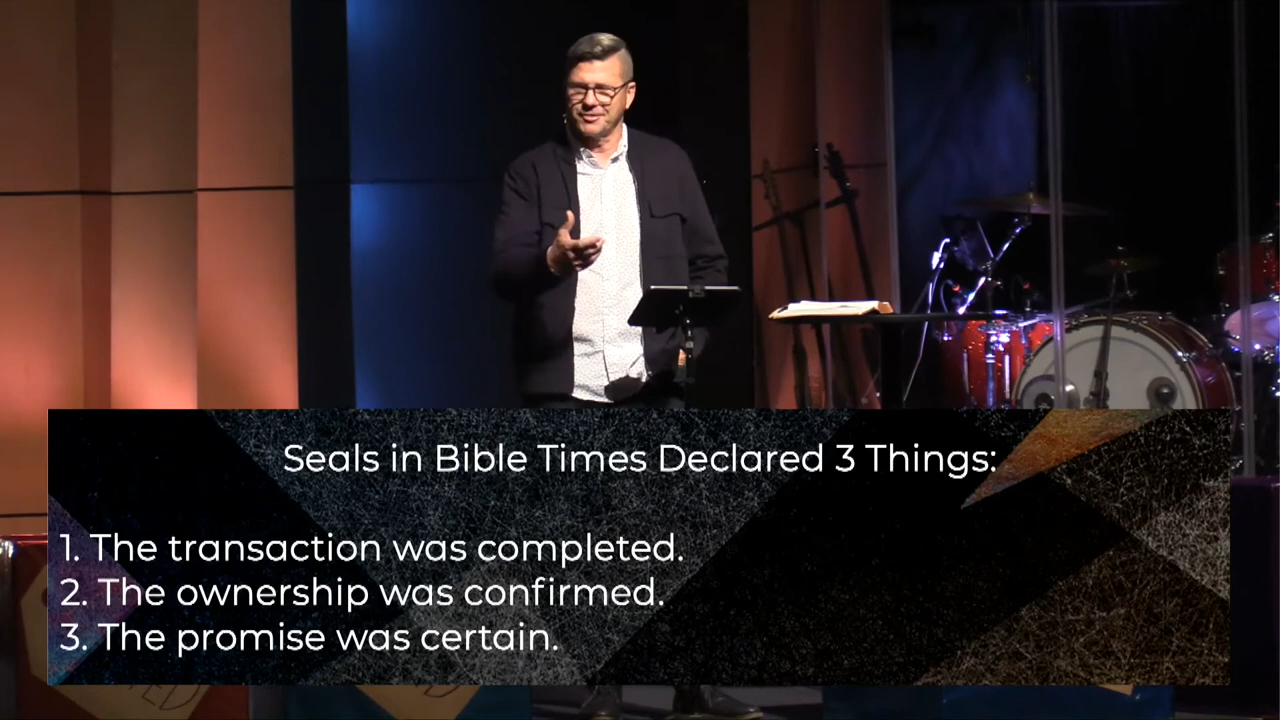 Seals in Bible Times Declared 3 Things:
1. The transaction was completed.
2. The ownership was confirmed.
3. The promise was certain.